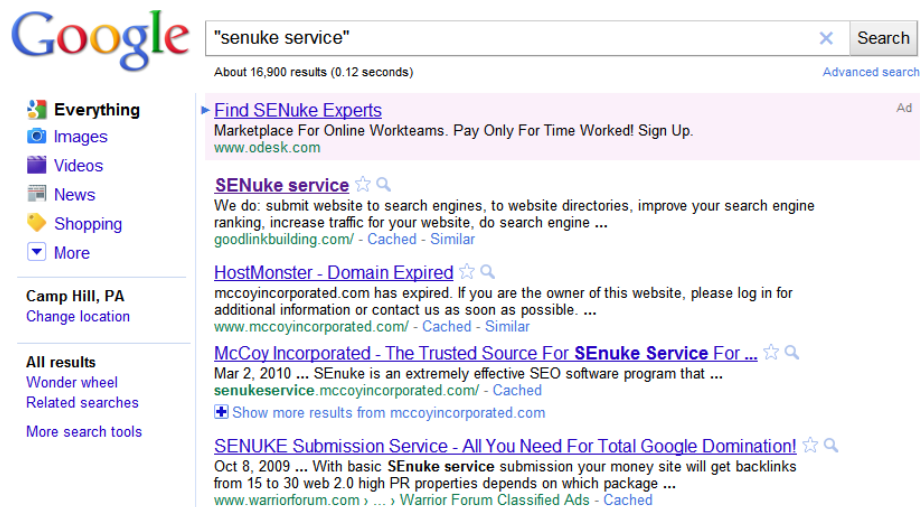 Google
"senuke service"
Search
About 16,900 results (0.12 seconds)
Advanced search
Everything
Images
Videos
News
Shopping
More
Camp Hill, PA
Change location
All results
Wonder wheel
Related searches
More search tools
Find SENuke Experts
Ad
Marketplace For Online Workteams. Pay Only For Time Worked! Sign Up.
www.odesk.com
SENuke service
We do: submit website to search engines, to website directories, improve your search engine
ranking, increase traffic for your website, do search engine ...
goodlinkbuilding.com/ - Cached - Similar
HostMonster - Domain Expired
mccoyincorporated.com has expired. If you are the owner of this website, please log in for
additional information or contact us as soon as possible. ...
www.mccoyincorporated.com/ - Cached - Similar
McCoy Incorporated - The Trusted Source For SEnuke Service For ...
Mar 2, 2010 ... SEnuke is an extremely effective SEO software program that ...
senukeservice.mccoyincorporated.com/ - Cached
Show more results from mccoyincorporated.com
SENUKE Submission Service - All You Need For Total Google Domination!
Oct 8, 2009 ... With basic SEnuke service submission your money site will get backlinks
from 15 to 30 web 2.0 high PR properties depends on which package ...
www.warriorforum.com › ... › Warrior Forum Classified Ads - Cached